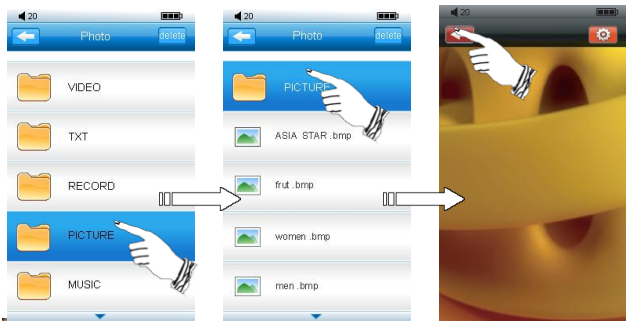 20
Photo
delete
VIDEO
TXT
RECORD
PICTURE
MUSIC
20
Photo
delete
PICTURE
ASIA STAR .bmp
frut .bmp
women .bmp
men .bmp
20